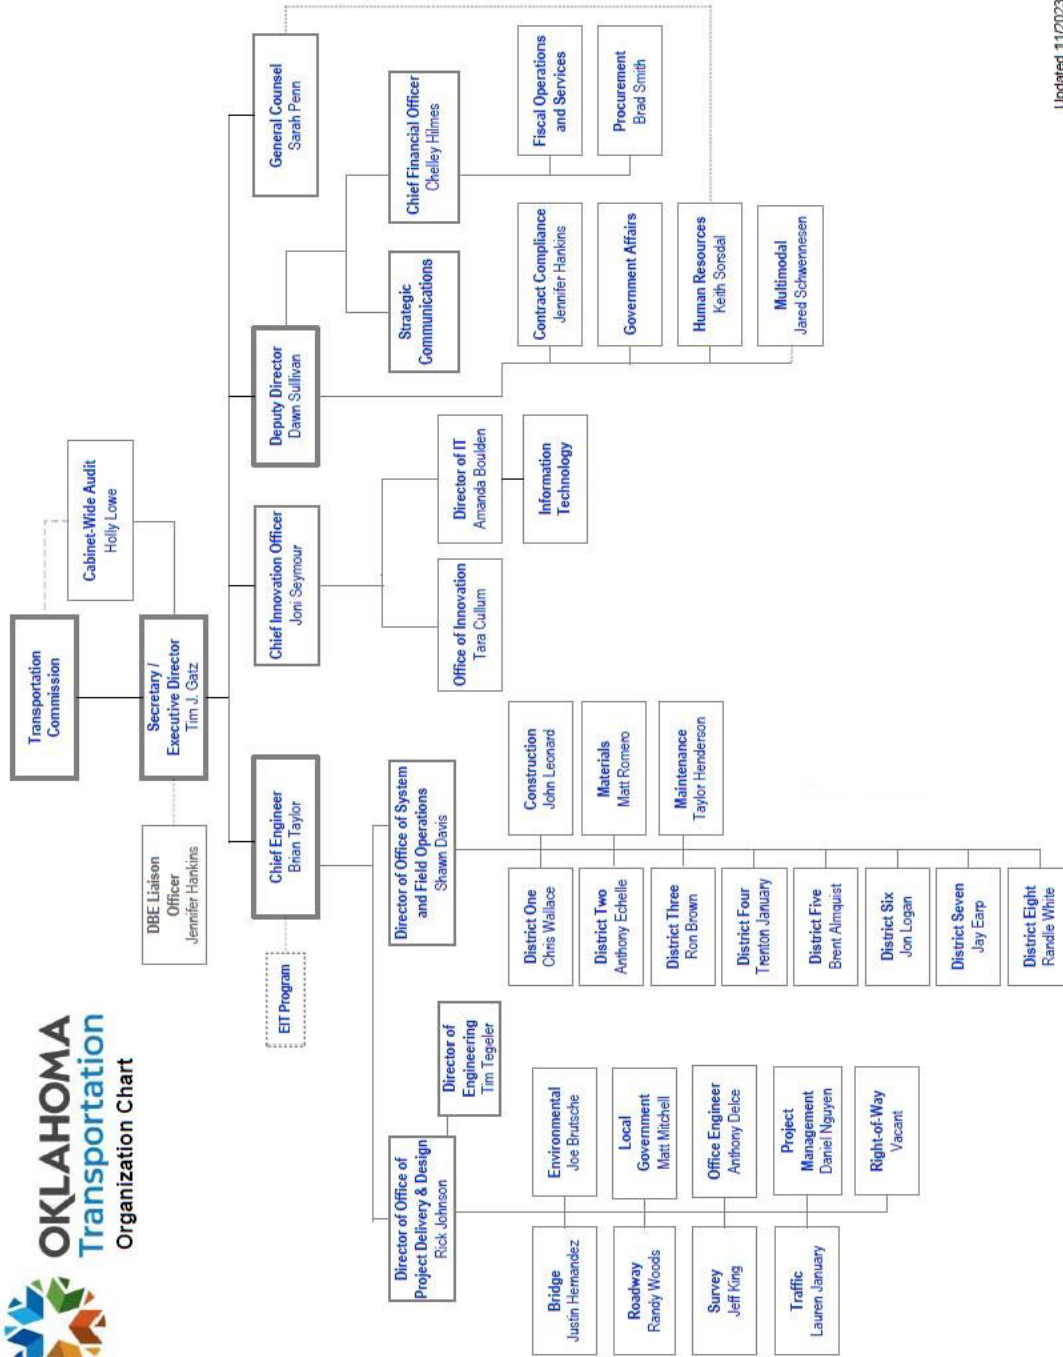 OKLAHOMA
Transportation
Organization Chart
Transportation
Commission
Cabinet-Wide Audit
Holly Lowe
Secretary /
Executive Director
Tim J. Gatz
DBE Liaison
Officer
Jennifer Hankins
EIT Program
Chief Engineer
Brian Taylor
Chief Innovation Officer
Joni Seymour
Deputy Director
Dawn Sullivan
General Counsel
Sarah Penn
Director of Office of
Project Delivery & Design
Rick Johnson
Director of
Engineering
Tim Tegeler
Director of Office of System
and Field Operations
Shawn Davis
Office of Innovation
Tara Cullum
Director of IT
Amanda Boulden
Information
Technology
Strategic
Communications
Chief Financial Officer
Chelley Hilmes
Bridge
Justin Hernandez
Environmental
Joe Brutsche
Roadway
Randy Woods
Local
Government
Matt Mitchell
Survey
Jeff King
Office Engineer
Anthony Delce
Traffic
Lauren January
Project
Management
Daniel Nguyen
Right-of-Way
Vacant
District One
Chris Wallace
Construction
John Leonard
District Two
Anthony Echelle
Materials
Matt Romero
District Three
Ron Brown
Maintenance
Taylor Henderson
District Four
Trenton January
District Five
Brent Almquist
District Six
Jon Logan
District Seven
Jay Earp
District Eight
Randle White
Contract Compliance
Jennifer Hankins
Government Affairs
Human Resources
Keith Sorsdal
Multimodal
Jared Schwennesen
Fiscal Operations
and Services
Procurement
Brad Smith
Updated 11/2023